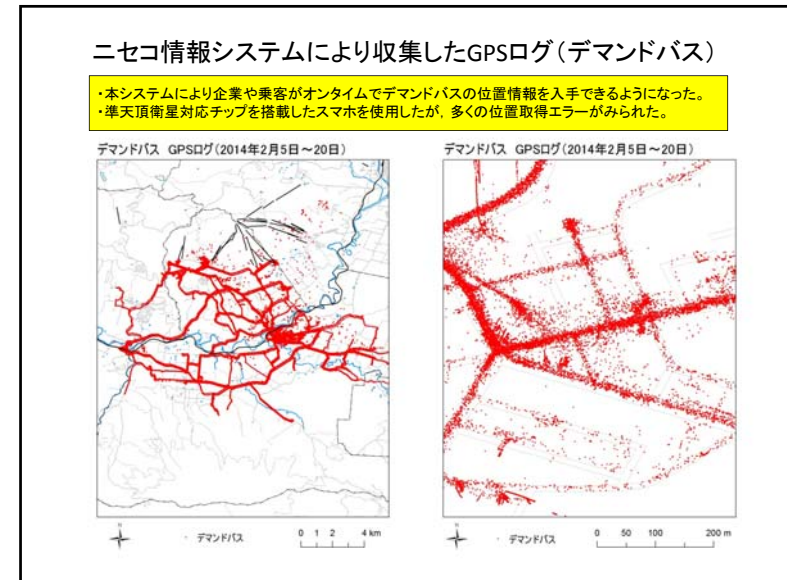 ニセコ情報システムにより収集したGPSログ(デマンドバス)
・本システムにより企業や乗客がオンタイムでデマンドバスの位置情報を入手できるようになった。
・準天頂衛星対応チップを搭載したスマホを使用したが,多くの位置取得エラーがみられた。
デマンドバス GPSログ(2014年2月5日~20日)
デマンドバス GPSログ(2014年2月5日~20日)
N
デマンドバス
0 1 2 4 km
N
デマンドバス
0 50 100 200 m